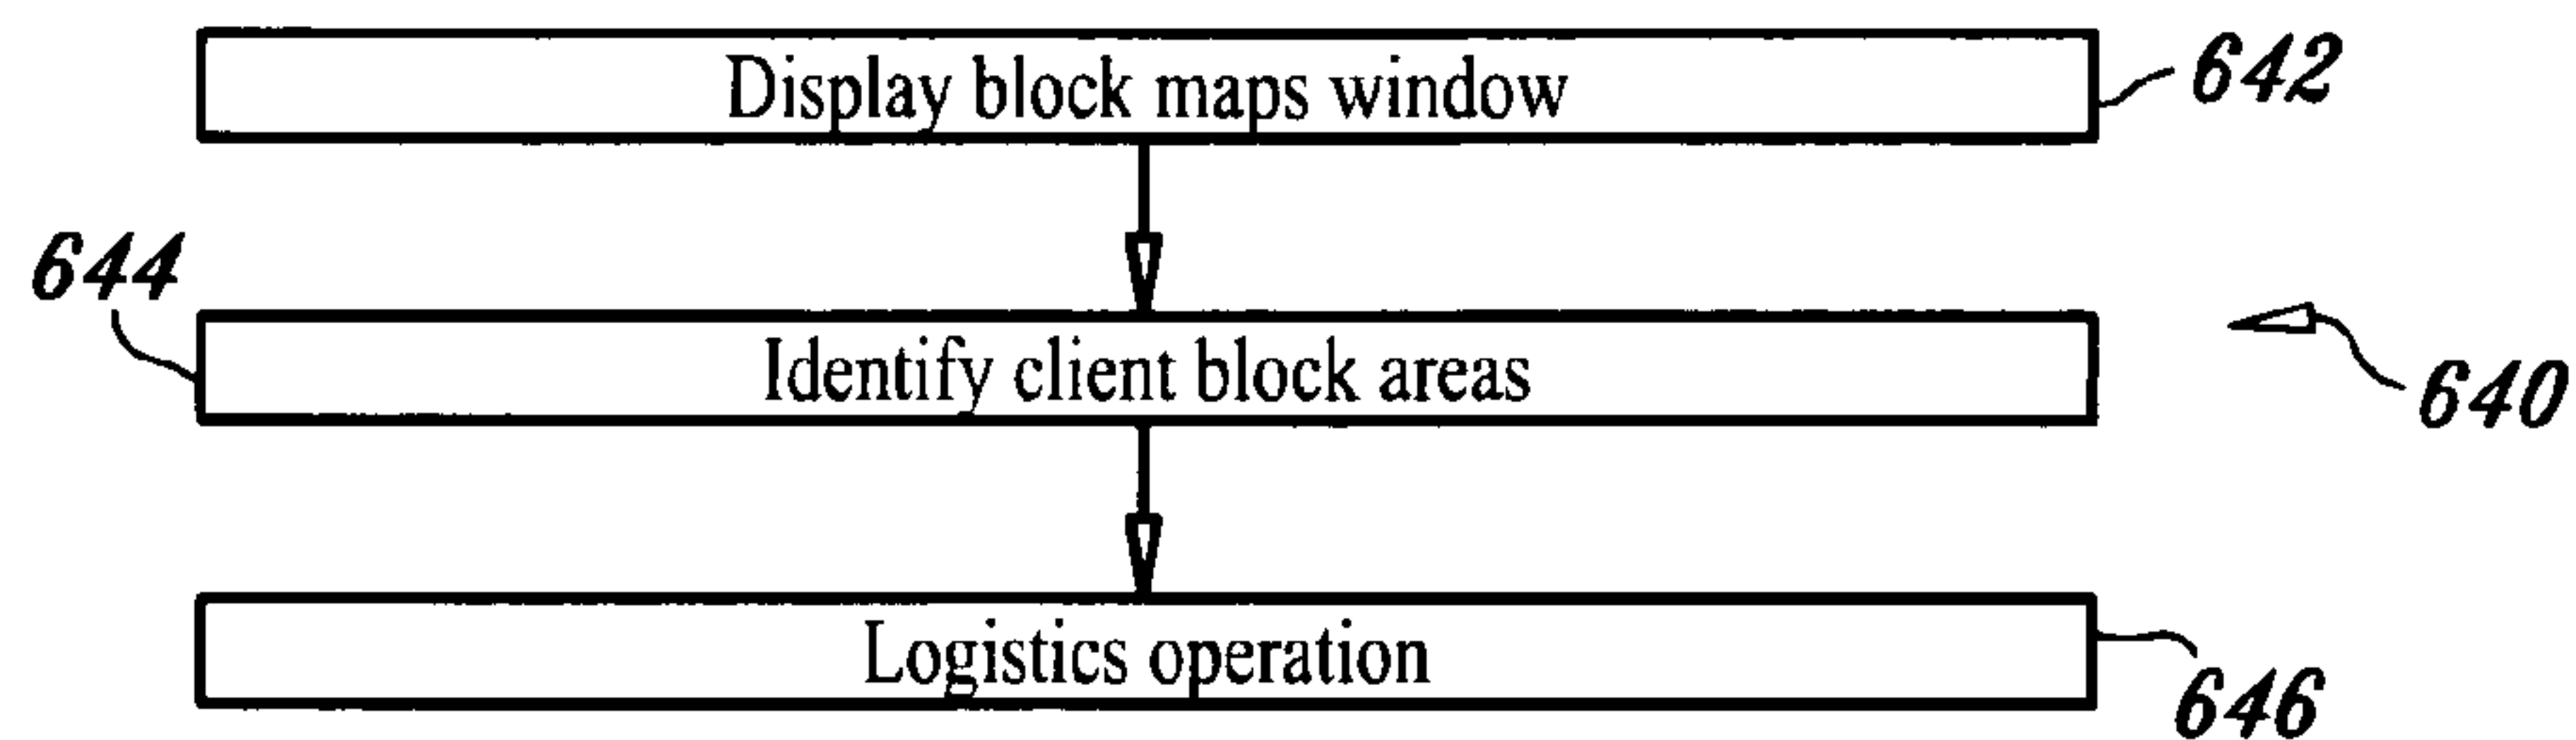 Display block maps window
642
644
Identify client block areas
640
Logistics operation
646